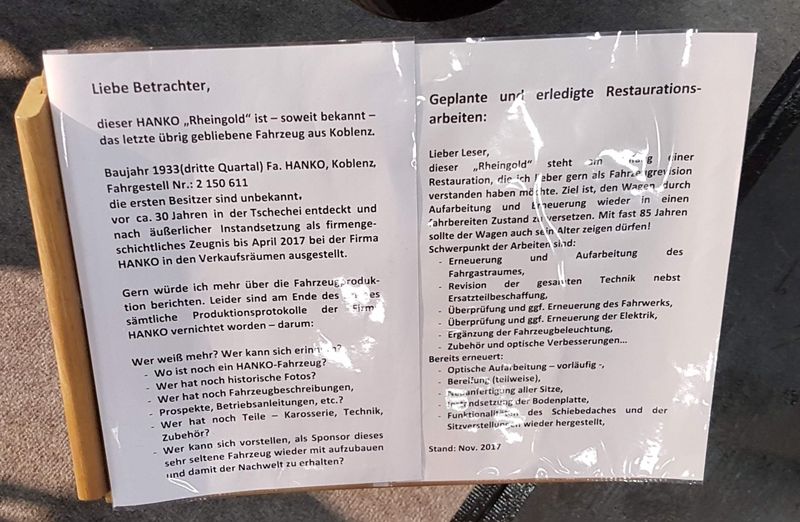 Liebe Betrachter,
dieser HANKO „Rheingold“ ist – soweit bekannt –
das letzte übrig gebliebene Fahrzeug aus Koblenz.
Baujahr 1933(dritte Quartal) Fa. HANKO, Koblenz,
Fahrgestell Nr.: 2 150 611
die ersten Besitzer sind unbekannt.
vor ca. 30 Jahren in der Tschechei entdeckt und
nach äußerlicher Instandsetzung als firmenge-
schichtliches Zeugnis bis April 2017 bei der Firma
HANKO in den Verkaufsräumen ausgestellt.
Gern würde ich mehr über die Fahrzeugproduk-
tion berichten. Leider sind am Ende des
sämtliche Produktionsprotokolle der Firma
HANKO vernichtet worden – darum:
Wer weiß mehr? Wer kann sich erinnern?
- Wo ist noch ein HANKO-Fahrzeug?
- Wer hat noch historische Fotos?
- Wer hat noch Fahrzeugbeschreibungen,
- Prospekte, Betriebsanleitungen, etc.?
- Wer hat noch Teile – Karosserie, Technik,
Zubehör?
- Wer kann sich vorstellen, als Sponsor dieses
sehr seltene Fahrzeug wieder mit aufzubauen
und damit der Nachwelt zu erhalten?
Geplante und erledigte Restaurations-
arbeiten:
Lieber Leser,
dieser „Rheingold“ steht am einer
Restauration, die ich lieber gern als Fahrzeugrevision
verstanden haben möchte. Ziel ist, den Wagen durch
Aufarbeitung und Erneuerung wieder in einen
fahrbereiten Zustand zu versetzen. Mit fast 85 Jahren
sollte der Wagen auch sein Alter zeigen dürfen!
Schwerpunkt der Arbeiten sind:
- Erneuerung und Aufarbeitung des
Fahrgastraumes,
- Revision der gesamten Technik nebst
Ersatzteilbeschaffung,
- Überprüfung und ggf. Erneuerung des Fahrwerks,
- Überprüfung und ggf. Erneuerung der Elektrik,
- Ergänzung der Fahrzeugbeleuchtung,
- Zubehör und optische Verbesserungen...
Bereits erneuert:
- Optische Aufarbeitung – vorläufig -,
- Bereifung (teilweise),
- Neuanfertigung aller Sitze,
- Instandsetzung der Bodenplatte,
- Funktionalitäten des Schiebedaches und der
- Sitzverstellungen wieder hergestellt,
Stand: Nov. 2017